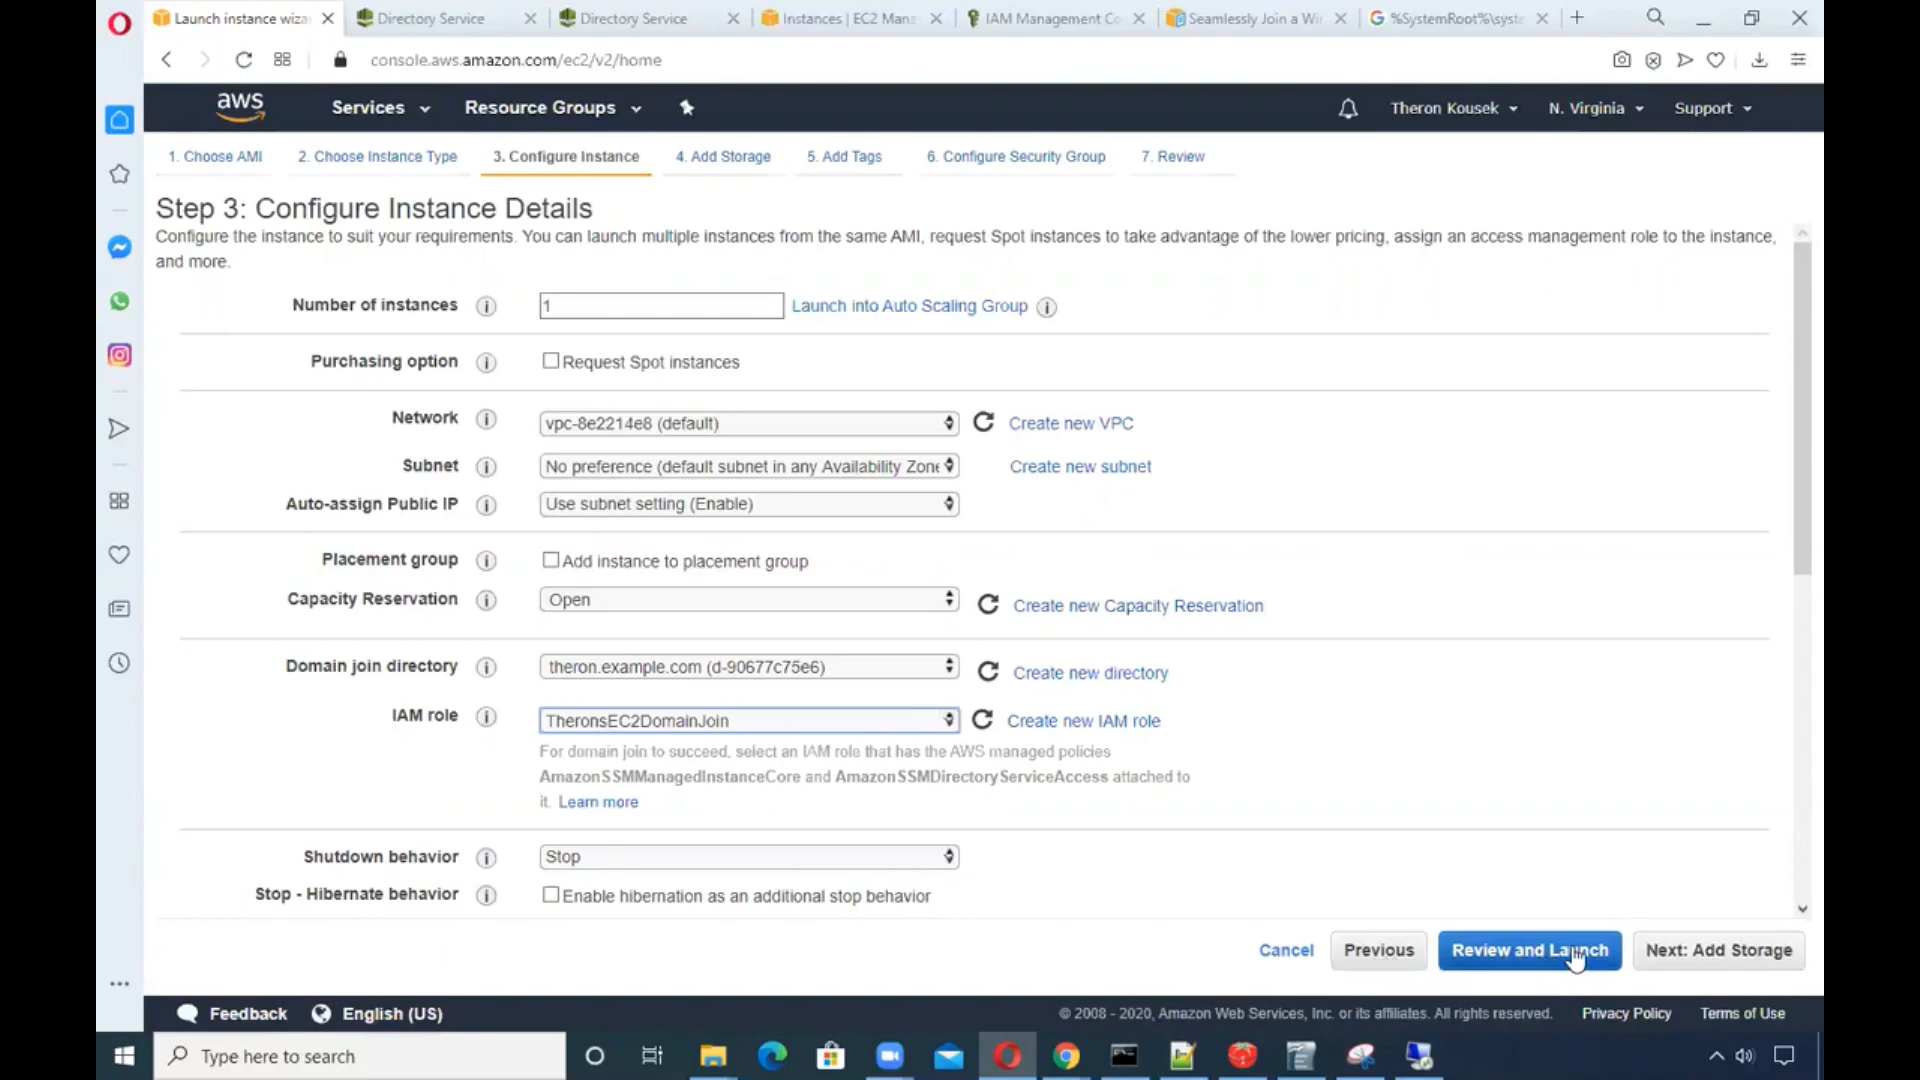 Launch instance wiza
Directory Service
Directory Service
Instances | EC2 Mana
IAM Management Co
Seamlessly Join a Wir
%SystemRoot%\syste
console.aws.amazon.com/ec2/v2/home
aws
Services
Resource Groups
Theron Kousek
N. Virginia
Support
1. Choose AMI
2. Choose Instance Type
3. Configure Instance
4. Add Storage
5. Add Tags
6. Configure Security Group
7. Review
Step 3: Configure Instance Details
Configure the instance to suit your requirements. You can launch multiple instances from the same AMI, request Spot instances to take advantage of the lower pricing, assign an access management role to the instance,
and more.
Number of instances
1
Launch into Auto Scaling Group
Purchasing option
Request Spot instances
Network
vpc-8e2214e8 (default)
Create new VPC
Subnet
No preference (default subnet in any Availability Zone
Create new subnet
Auto-assign Public IP
Use subnet setting (Enable)
Placement group
Add instance to placement group
Capacity Reservation
Open
Create new Capacity Reservation
Domain join directory
theron.example.com (d-90677c75e6)
Create new directory
IAM role
TheronsEC2DomainJoin
Create new IAM role
For domain join to succeed, select an IAM role that has the AWS managed policies
AmazonSSMManagedInstanceCore and AmazonSSMDirectoryServiceAccess attached to
it. Learn more
Shutdown behavior
Stop
Stop - Hibernate behavior
Enable hibernation as an additional stop behavior
Cancel
Previous
Review and Launch
Next: Add Storage
Feedback
English (US)
© 2008 - 2020, Amazon Web Services, Inc. or its affiliates. All rights reserved.
Privacy Policy
Terms of Use
Type here to search